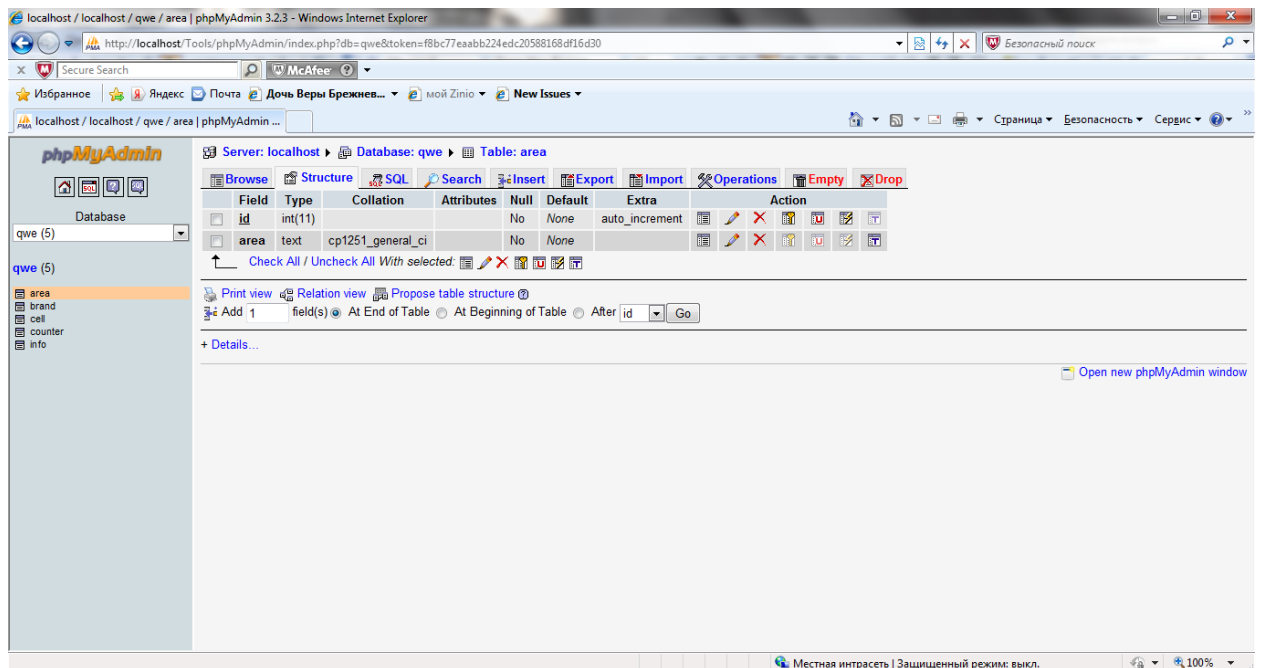 localhost / localhost / qwe / area | phpMyAdmin 3.2.3 - Windows Internet Explorer
http://localhost/Tools/phpMyAdmin/index.php?db=qwe&token=f8bc77eaabb224edc20588168df16d30
Безопасный поиск
x Secure Search McAfee
Избранное Яндекс Почта Дочь Веры Брежнев... мой Zinio New Issues
localhost / localhost / qwe / area | phpMyAdmin ...
Страница Безопасность Сервис »
phpMyAdmin
Database
qwe (5)
qwe (5)
area
brand
cell
counter
info
Server: localhost Database: qwe Table: area
Browse Structure SQL Search Insert Export Import Operations Empty Drop
Field Type Collation Attributes Null Default Extra Action
id int(11) No None auto_increment
area text cp1251_general_ci No None
Check All / Uncheck All With selected:
Print view Relation view Propose table structure
Add 1 field(s) At End of Table At Beginning of Table After id Go
+ Details...
Open new phpMyAdmin window
Местная интрасеть | Защищенный режим: выкл. 100%